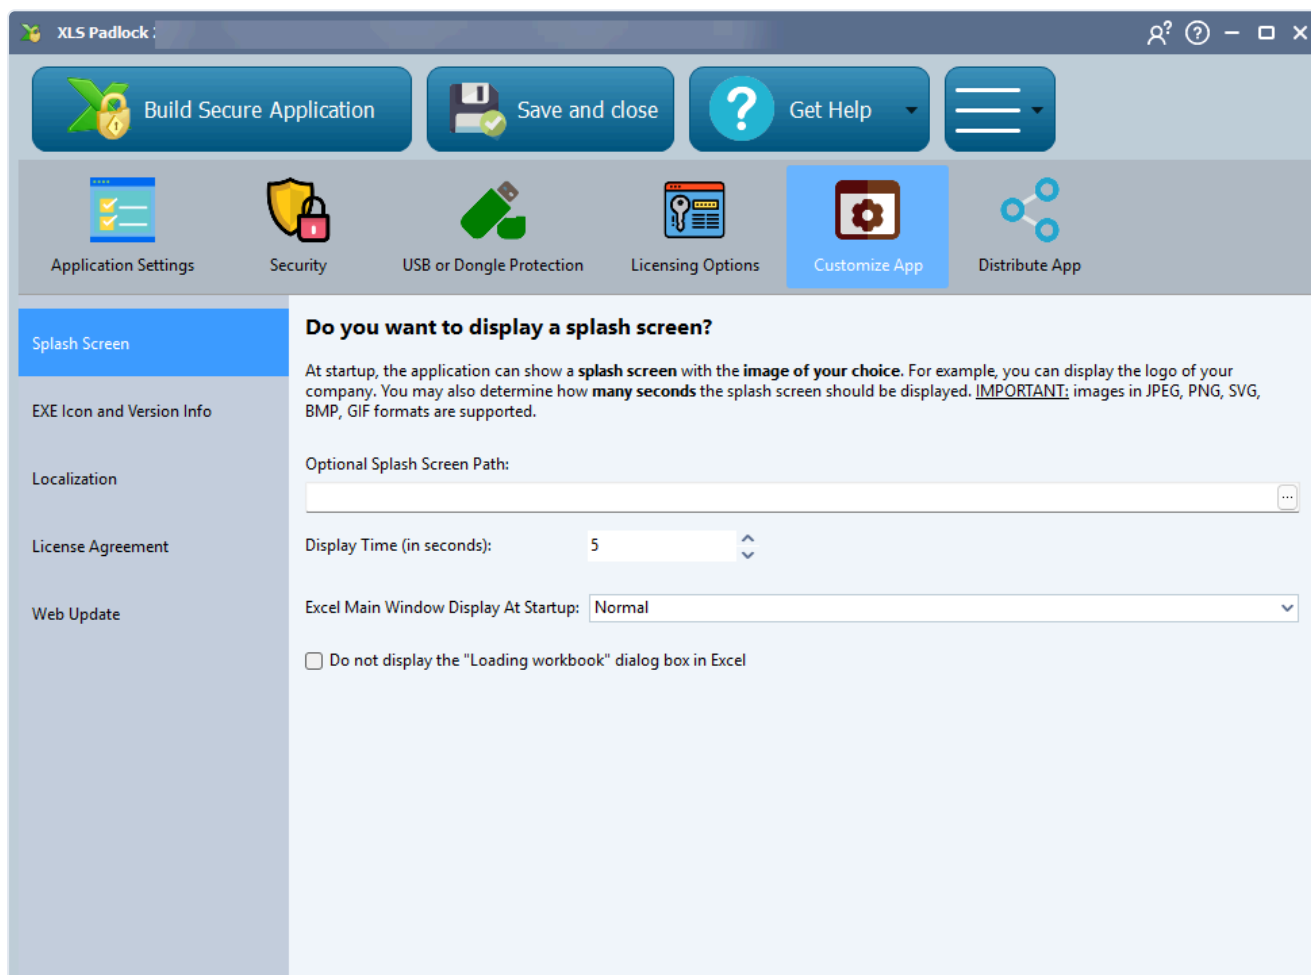 XLS Padlock 2
Build Secure Application
Save and close
Get Help
Application Settings
Security
USB or Dongle Protection
Licensing Options
Customize App
Distribute App
Splash Screen
EXE Icon and Version Info
Localization
License Agreement
Web Update
Do you want to display a splash screen?
At startup, the application can show a splash screen with the image of your choice. For example, you can display the logo of your
company. You may also determine how many seconds the splash screen should be displayed. IMPORTANT: images in JPEG, PNG, SVG,
BMP, GIF formats are supported.
Optional Splash Screen Path:
...
Display Time (in seconds): 5
Excel Main Window Display At Startup: Normal
Do not display the "Loading workbook" dialog box in Excel